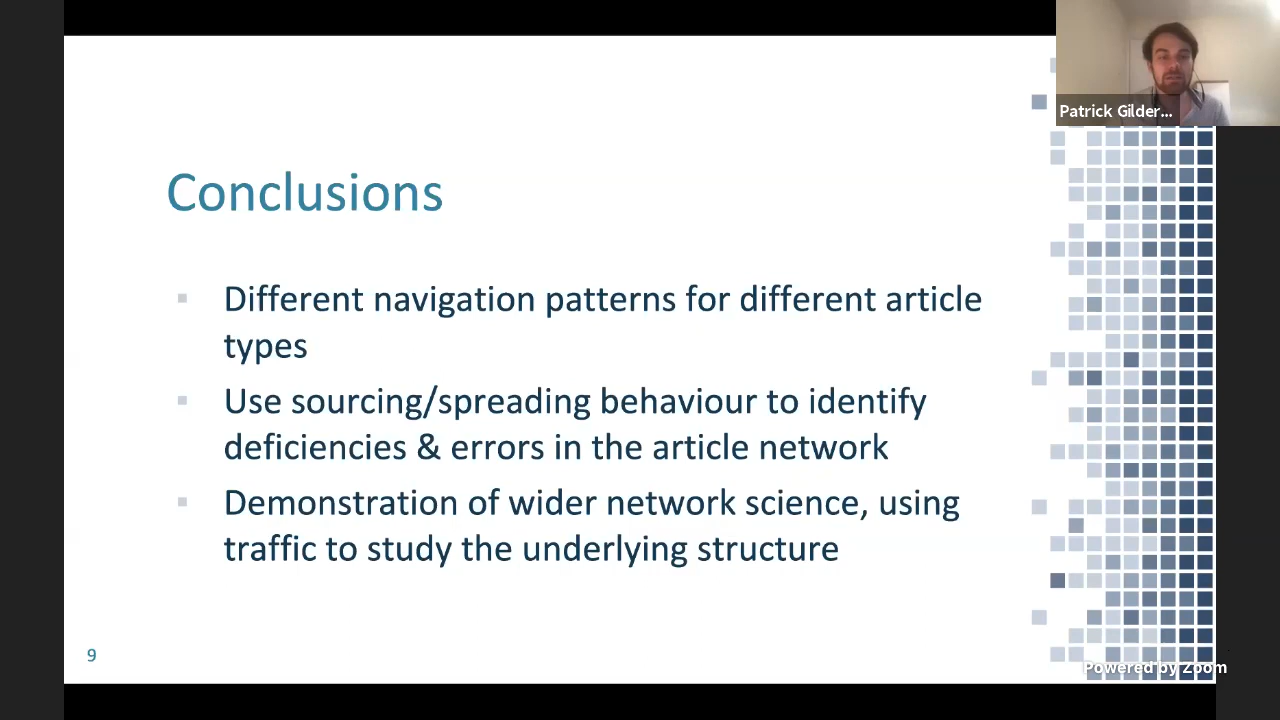 Patrick Gilder...
Conclusions
Different navigation patterns for different article
types
Use sourcing/spreading behaviour to identify
deficiencies & errors in the article network
Demonstration of wider network science, using
traffic to study the underlying structure
9
Powered by Zoom